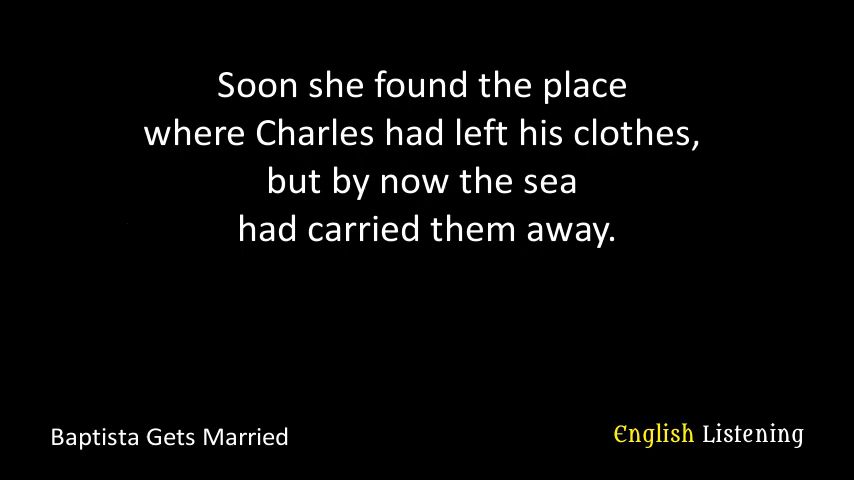 Soon she found the place
where Charles had left his clothes,
but by now the sea
had carried them away.
Baptista Gets Married
English Listening